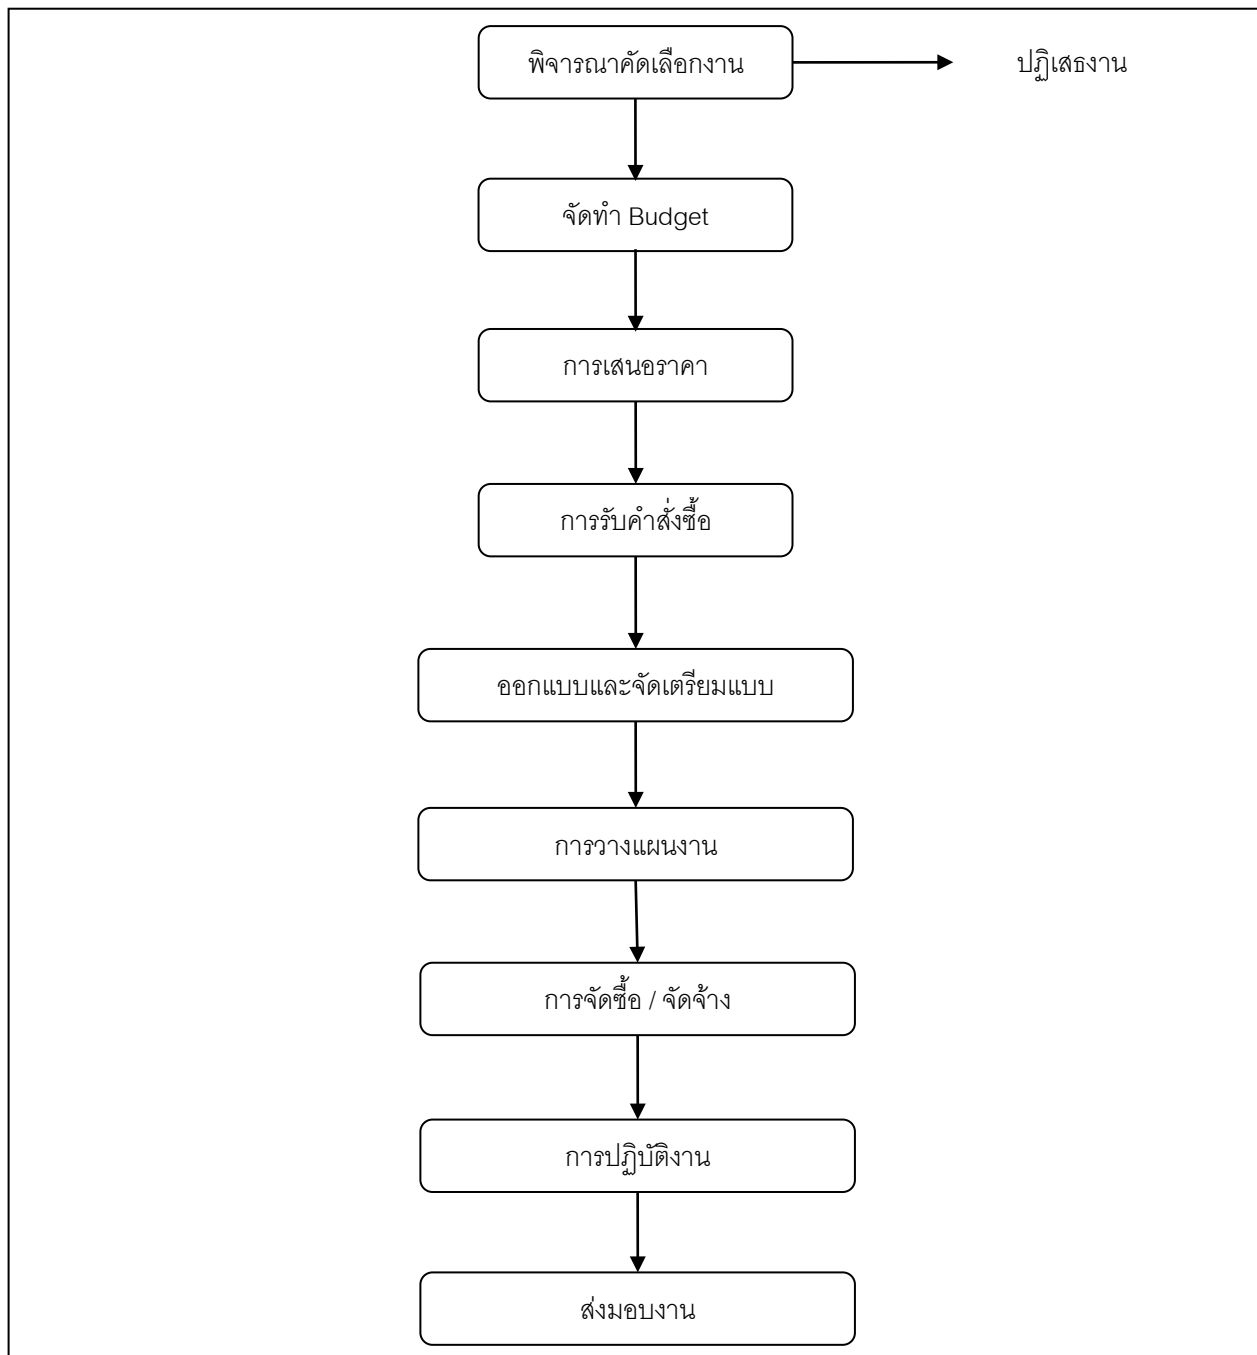 พิจารณาคัดเลือกงาน
ปฏิเสธงาน
จัดทำ Budget
การเสนอราคา
การรับคำสั่งซื้อ
ออกแบบและจัดเตรียมแบบ
การวางแผนงาน
การจัดซื้อ / จัดจ้าง
การปฏิบัติงาน
ส่งมอบงาน